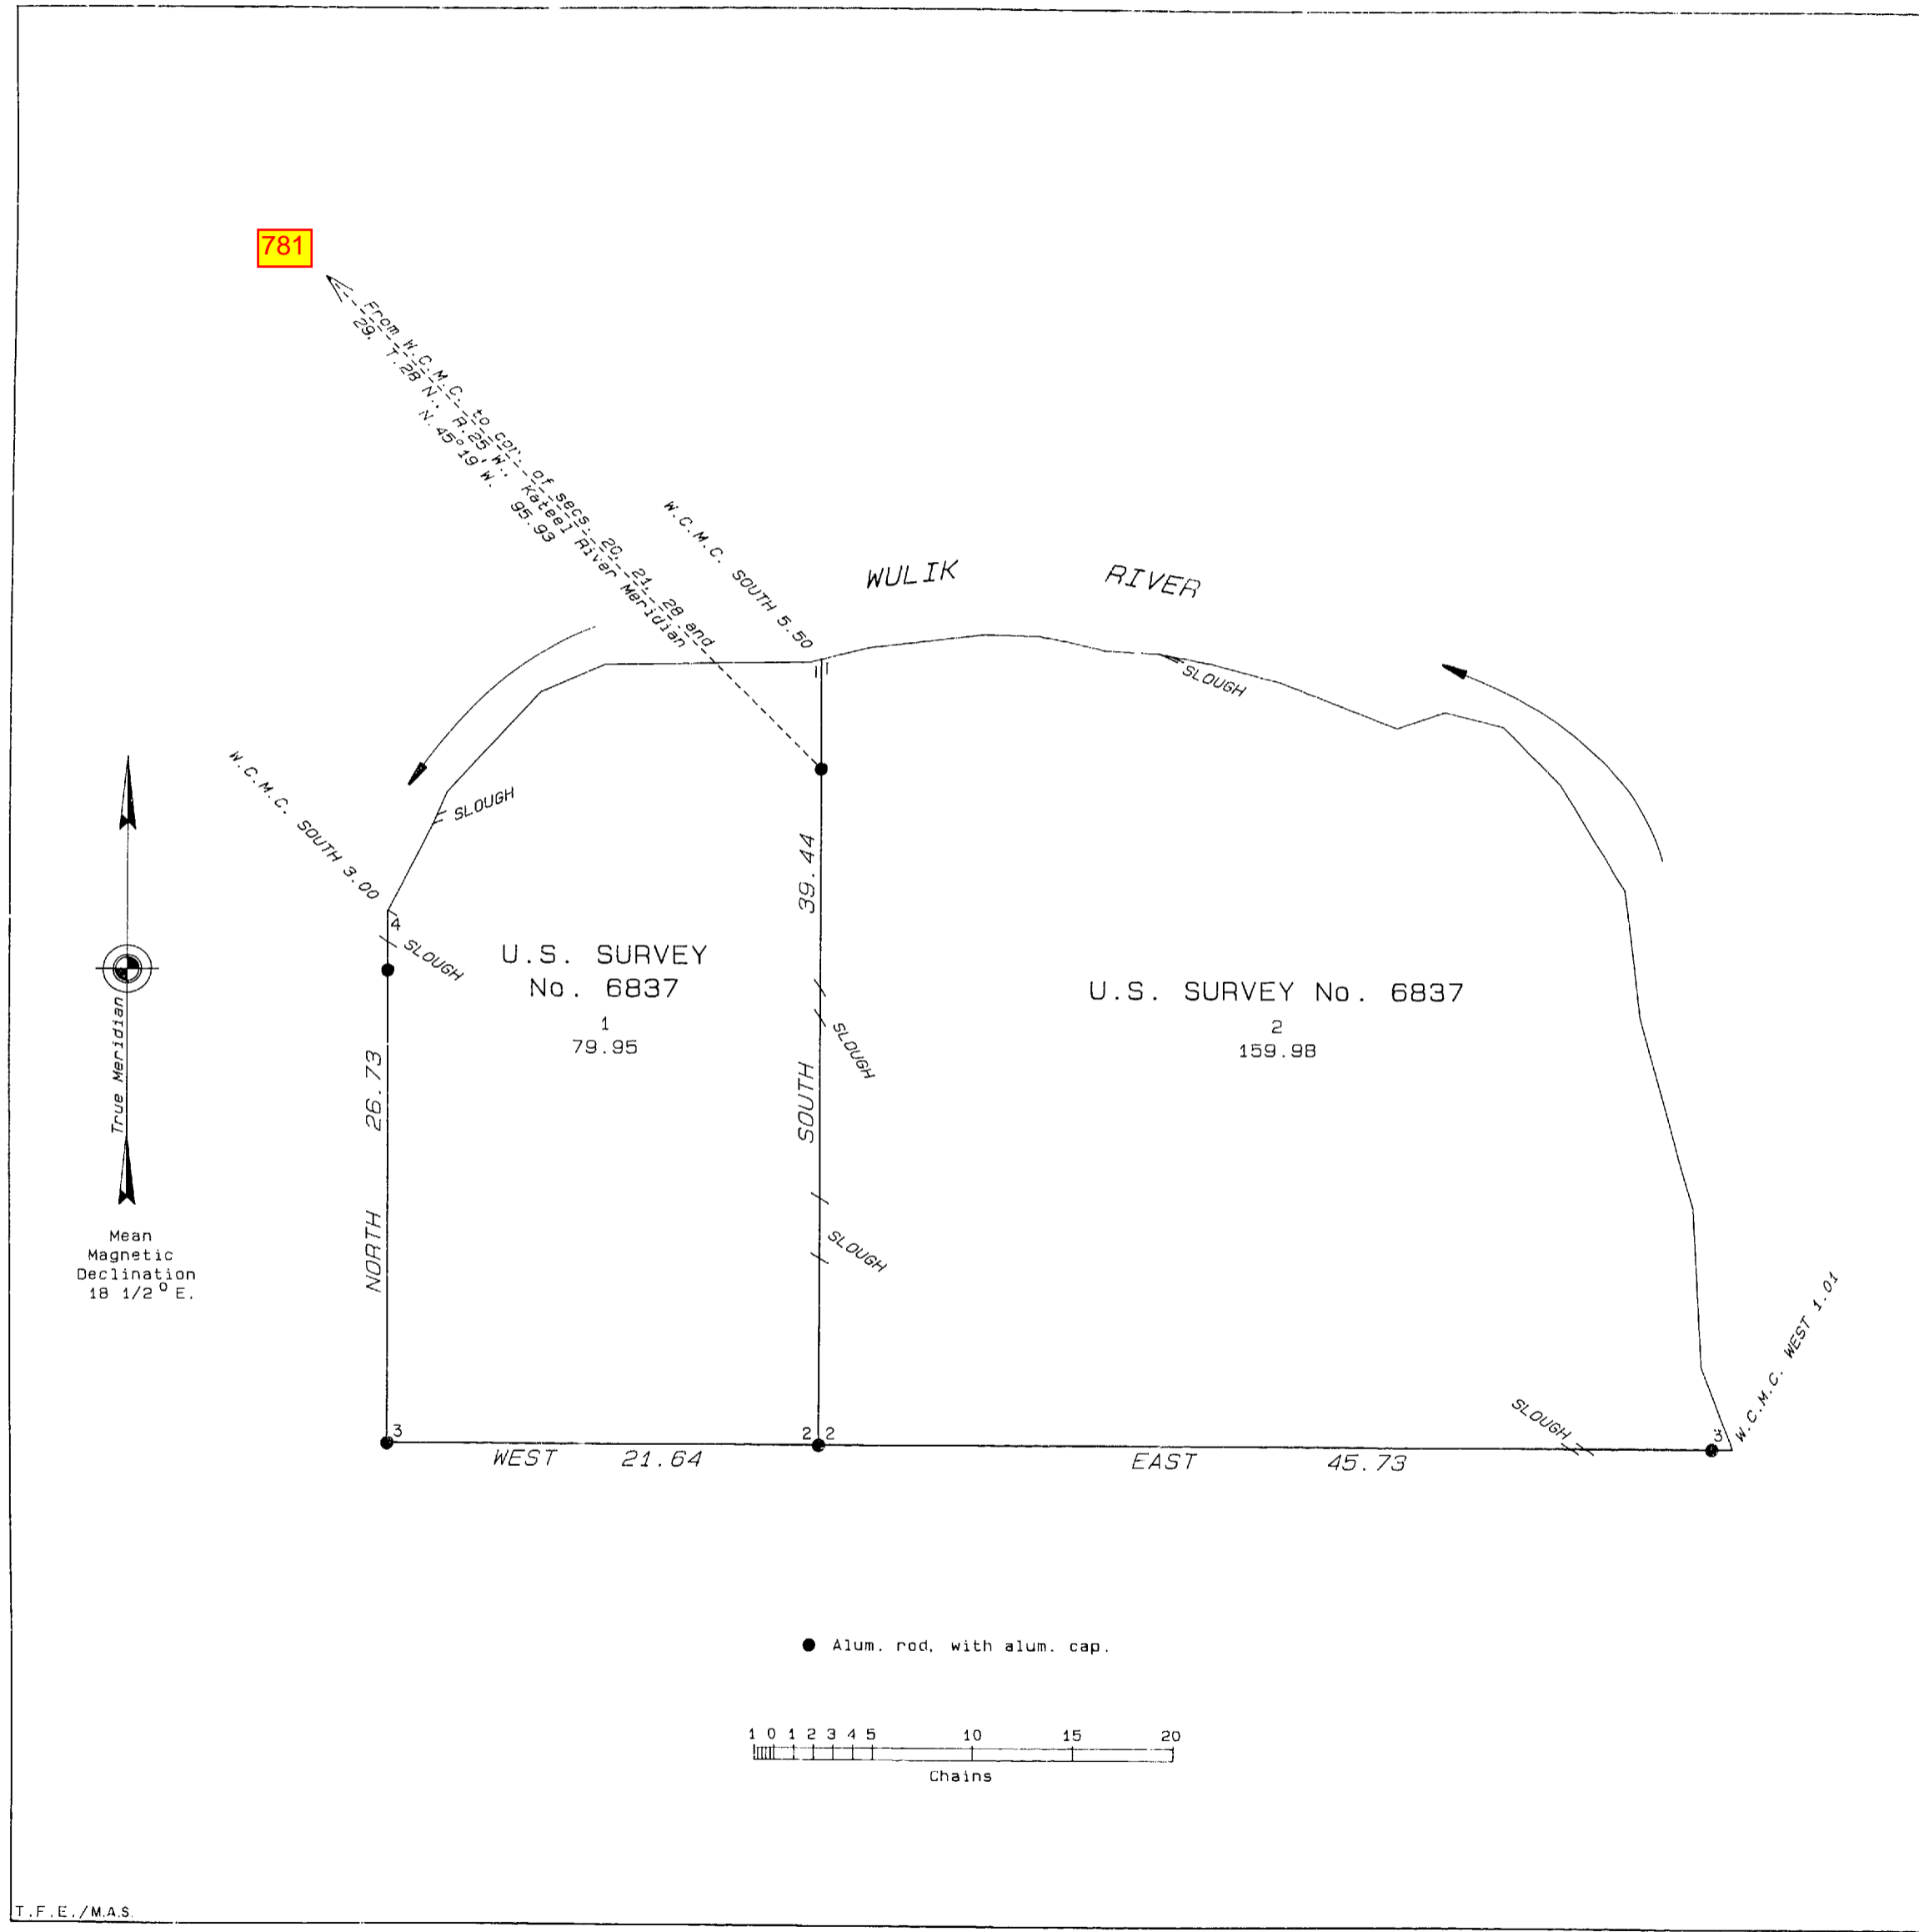 781
From W.C.M.C. to cor. of secs. 20, 21, 28 and
29, T.28 N., R.25 W., Kateel River Meridian
N. 45° 19' W. 95.93
W.C.M.C. SOUTH 5.50
WULIK RIVER
SLOUGH
1 1
SLOUGH
W.C.M.C. SOUTH 3.00
4
SLOUGH
39.44
U.S. SURVEY
No. 6837
1
79.95
U.S. SURVEY No. 6837
2
159.98
True Meridian
26.73
SLOUGH
SOUTH
NORTH
SLOUGH
Mean
Magnetic
Declination
18 1/2° E.
W.C.M.C. WEST 1.01
SLOUGH
3
2 2
3
WEST 21.64
EAST 45.73
Alum. rod, with alum. cap.
1 0 1 2 3 4 5 10 15 20
Chains
T.F.E./M.A.S.